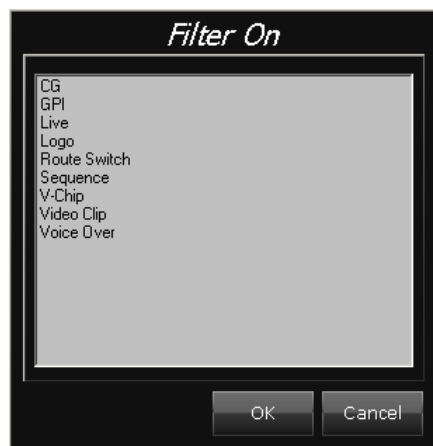 Filter On
CG
GPI
Live
Logo
Route Switch
Sequence
V-Chip
Video Clip
Voice Over
OK
Cancel